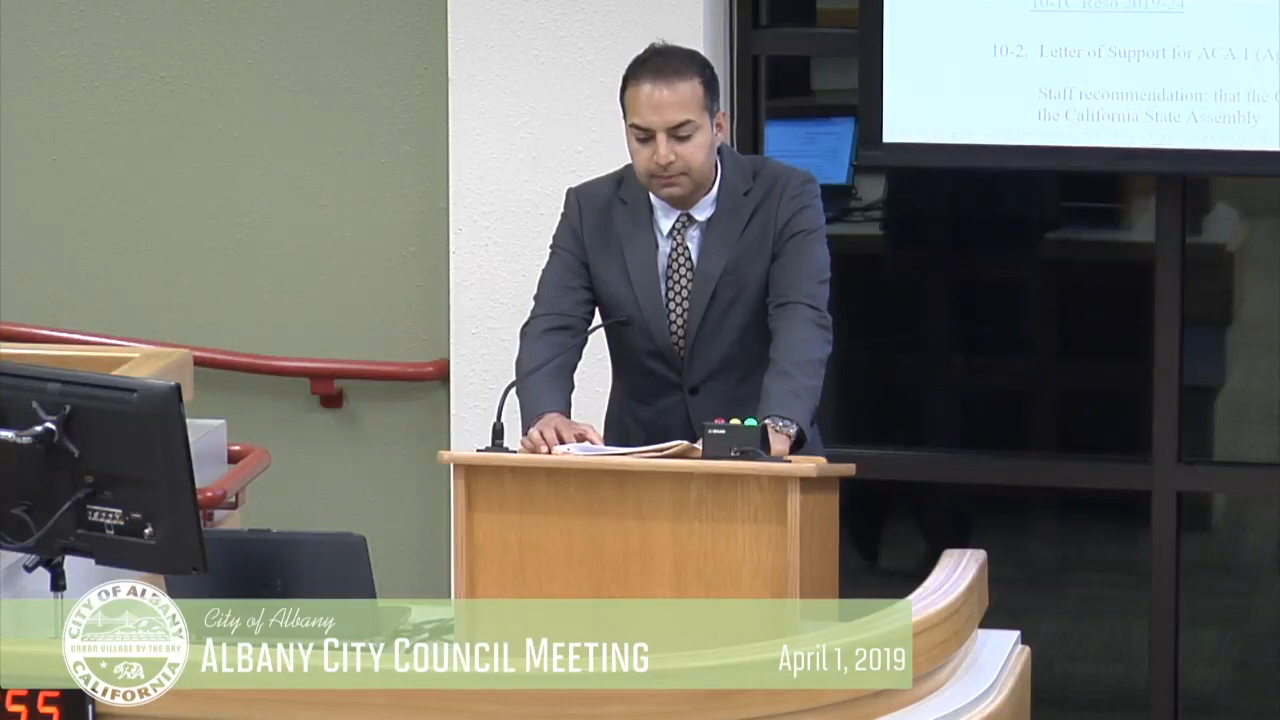 10-1C Reso 2019-24
10-2. Letter of Support for ACA 1
Staff recommendation: that the
the California State Assembly
City of Albany
ALBANY CITY COUNCIL MEETING
April 1, 2019
CITY OF ALBANY
URBAN VILLAGE BY THE BAY
CALIFORNIA
55